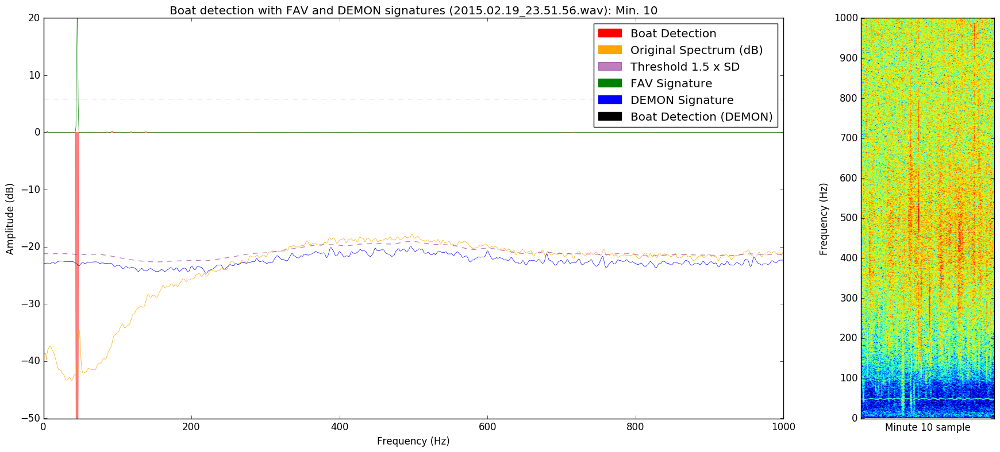 Boat detection with FAV and DEMON signatures (2015.02.19_23.51.56.wav): Min. 10
Boat Detection
Original Spectrum (dB)
Threshold 1.5 x SD
FAV Signature
DEMON Signature
Boat Detection (DEMON)
Amplitude (dB)
20
10
0
−10
−20
−30
−40
−50
0
200
400
600
800
1000
Frequency (Hz)
Frequency (Hz)
1000
900
800
700
600
500
400
300
200
100
0
Minute 10 sample